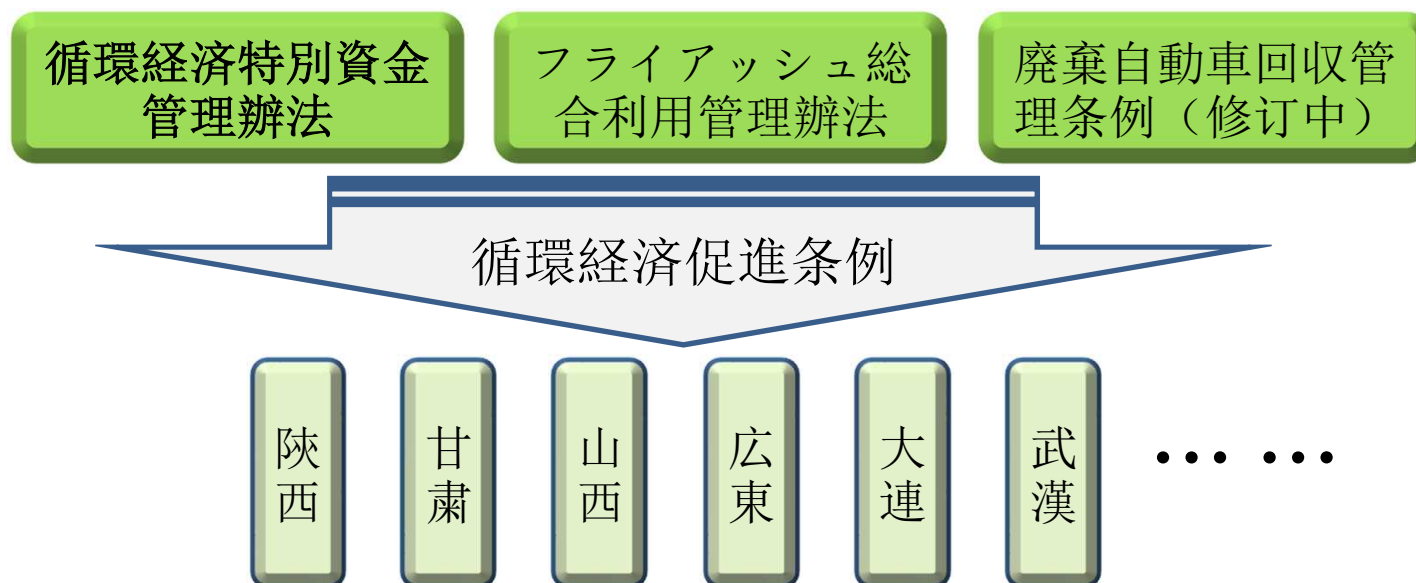 循環経済特別資金
管理辦法
フライアッシュ総
合利用管理辦法
廃棄自動車回収管
理条例（修订中）
循環経済促進条例
陝西
甘粛
山西
広東
大連
武漢
… …